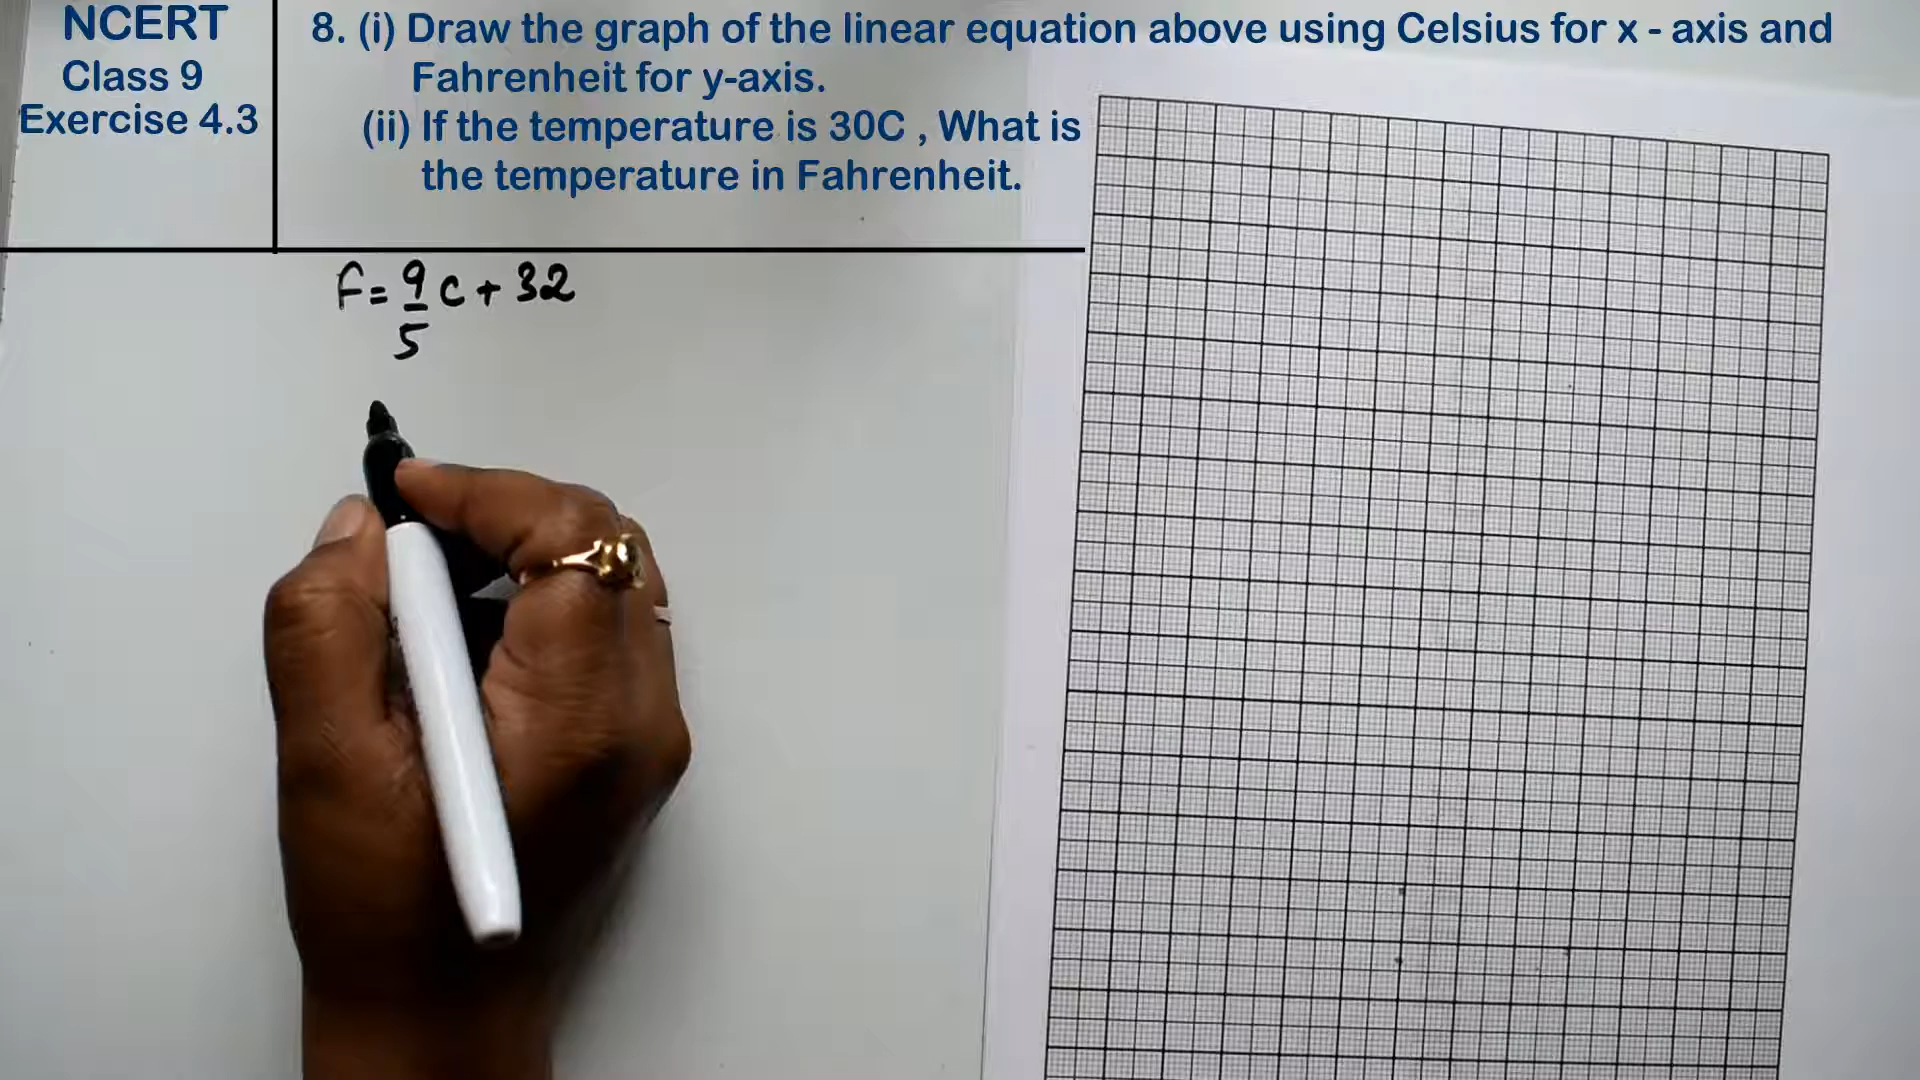 NCERT
Class 9
Exercise 4.3
8. (i) Draw the graph of the linear equation above using Celsius for x - axis and
Fahrenheit for y-axis.
(ii) If the temperature is 30C , What is
the temperature in Fahrenheit.
F = 9/5 C + 32